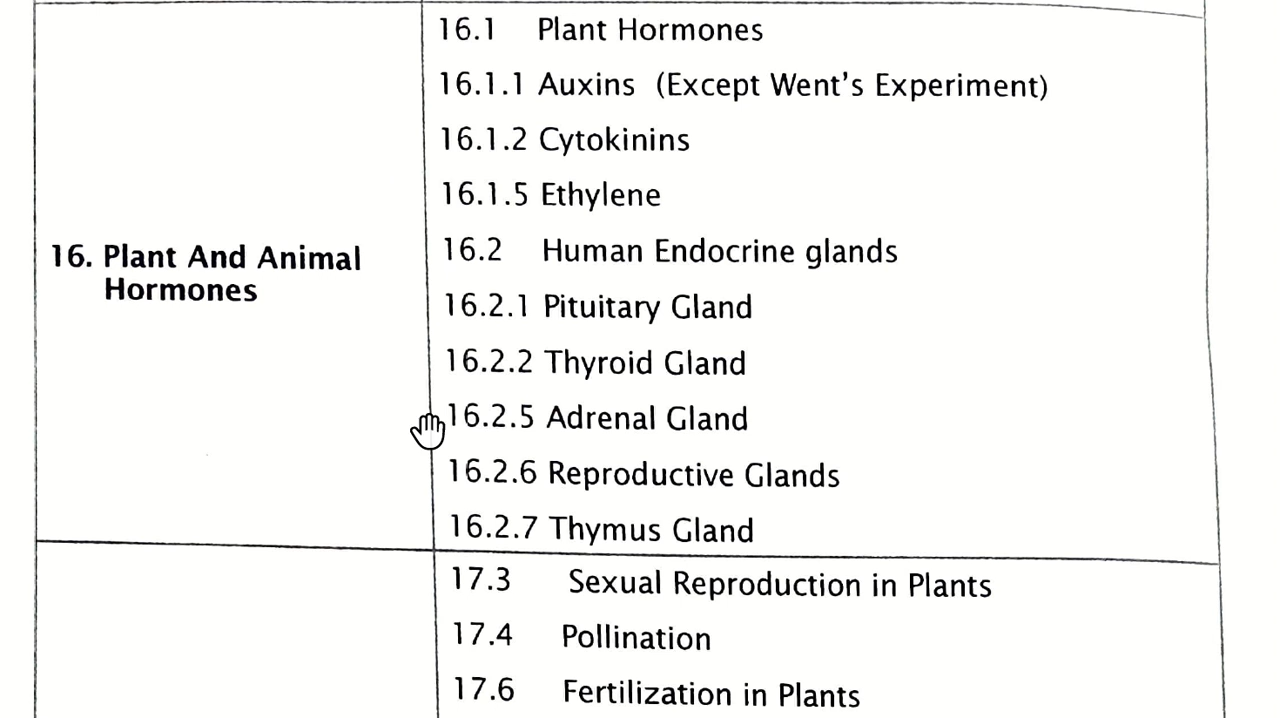 16.1 Plant Hormones
16.1.1 Auxins (Except Went's Experiment)
16.1.2 Cytokinins
16.1.5 Ethylene
16. Plant And Animal
Hormones
16.2 Human Endocrine glands
16.2.1 Pituitary Gland
16.2.2 Thyroid Gland
16.2.5 Adrenal Gland
16.2.6 Reproductive Glands
16.2.7 Thymus Gland
17.3 Sexual Reproduction in Plants
17.4 Pollination
17.6 Fertilization in Plants